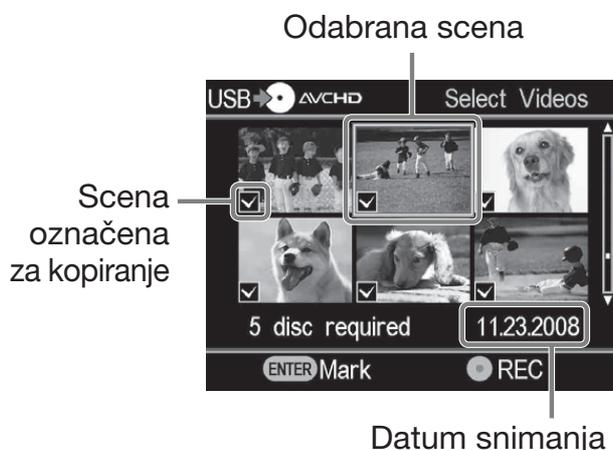 Odabrana scena
USB AVCHD Select Videos
Scena
označena
za kopiranje
5 disc required 11.23.2008
ENTER Mark REC
Datum snimanja